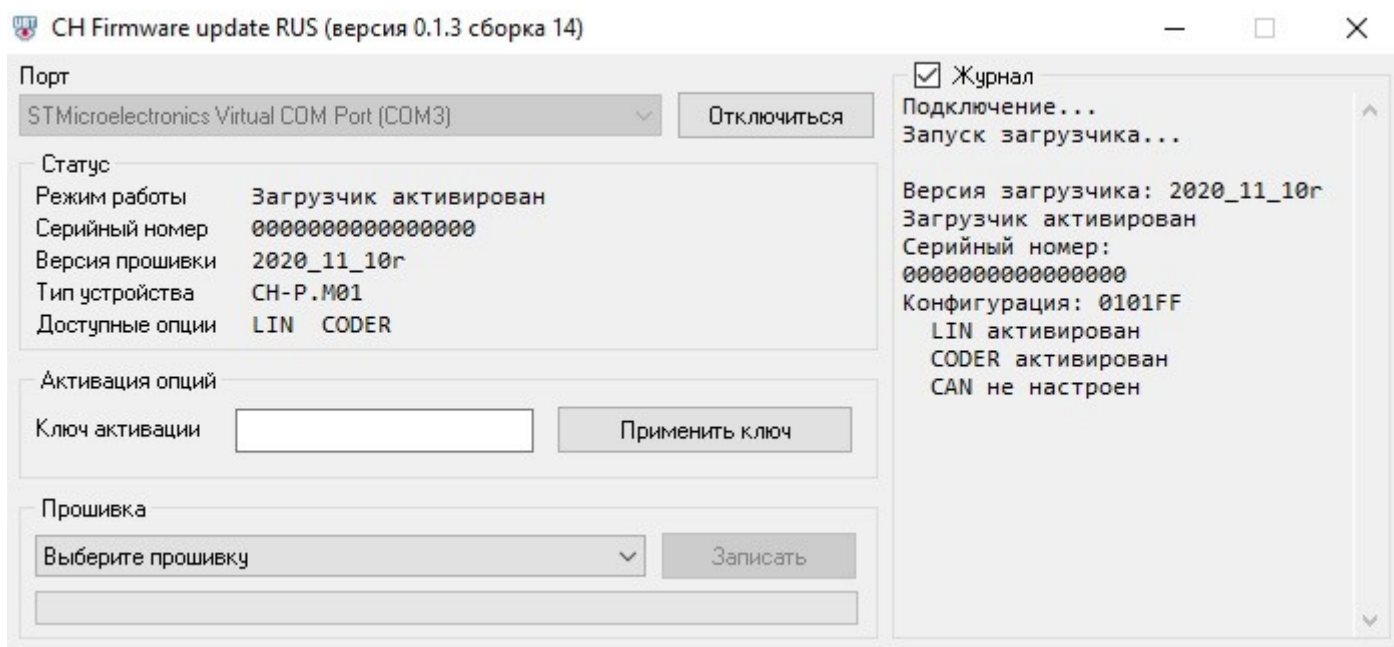 CH Firmware update RUS (версия 0.1.3 сборка 14)
Порт
STMicroelectronics Virtual COM Port (COM3)
Отключиться
Статус
Режим работы Загрузчик активирован
Серийный номер 0000000000000000
Версия прошивки 2020_11_10r
Тип устройства CH-P.M01
Доступные опции LIN CODER
Активация опций
Ключ активации
Применить ключ
Прошивка
Выберите прошивку
Записать
Журнал
Подключение...
Запуск загрузчика...
Версия загрузчика: 2020_11_10r
Загрузчик активирован
Серийный номер:
0000000000000000
Конфигурация: 0101FF
LIN активирован
CODER активирован
CAN не настроен